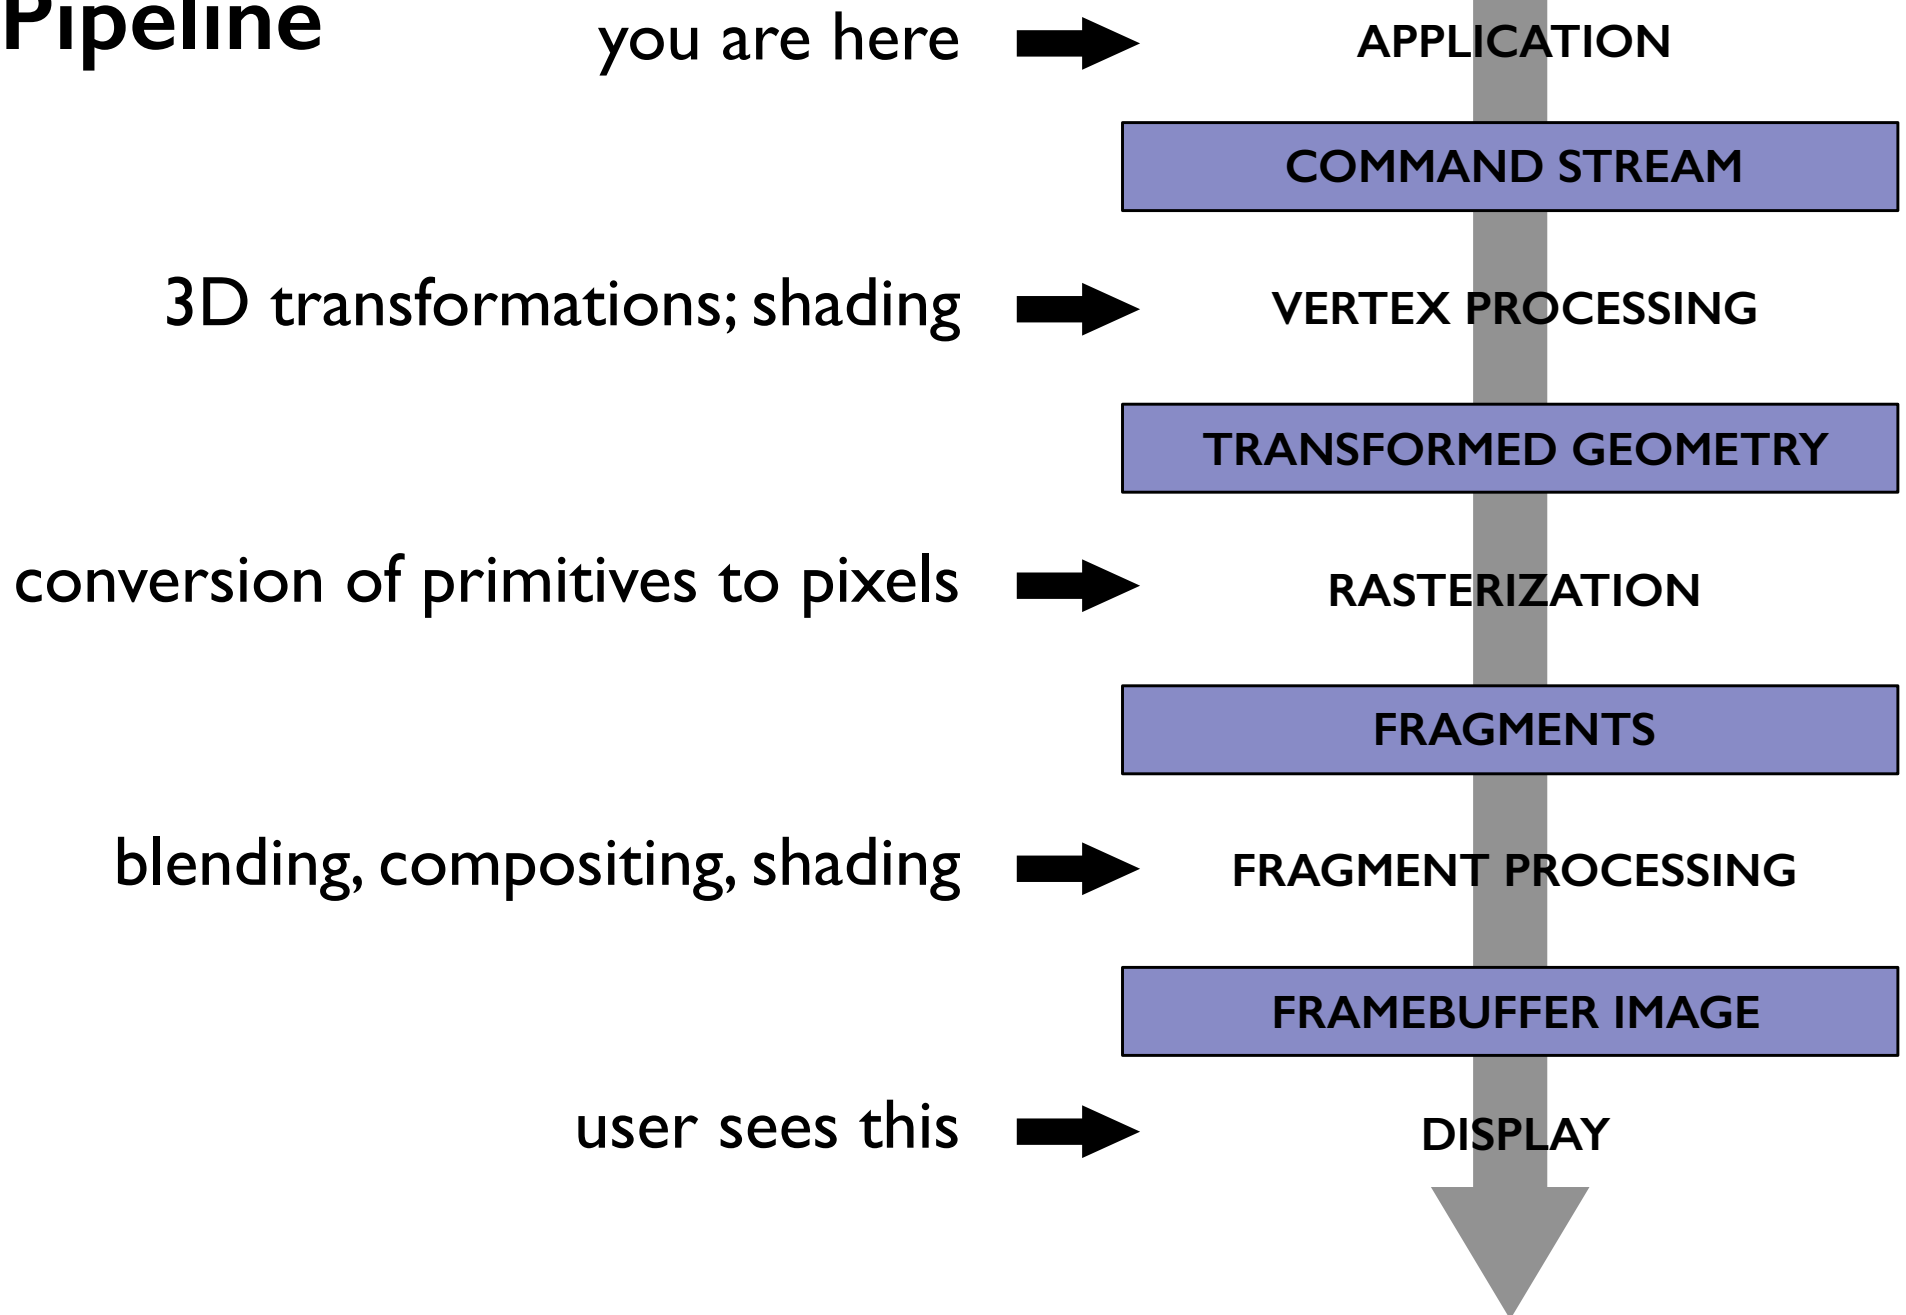 Pipeline
you are here
APPLICATION
COMMAND STREAM
3D transformations; shading
VERTEX PROCESSING
TRANSFORMED GEOMETRY
conversion of primitives to pixels
RASTERIZATION
FRAGMENTS
blending, compositing, shading
FRAGMENT PROCESSING
FRAMEBUFFER IMAGE
user sees this
DISPLAY